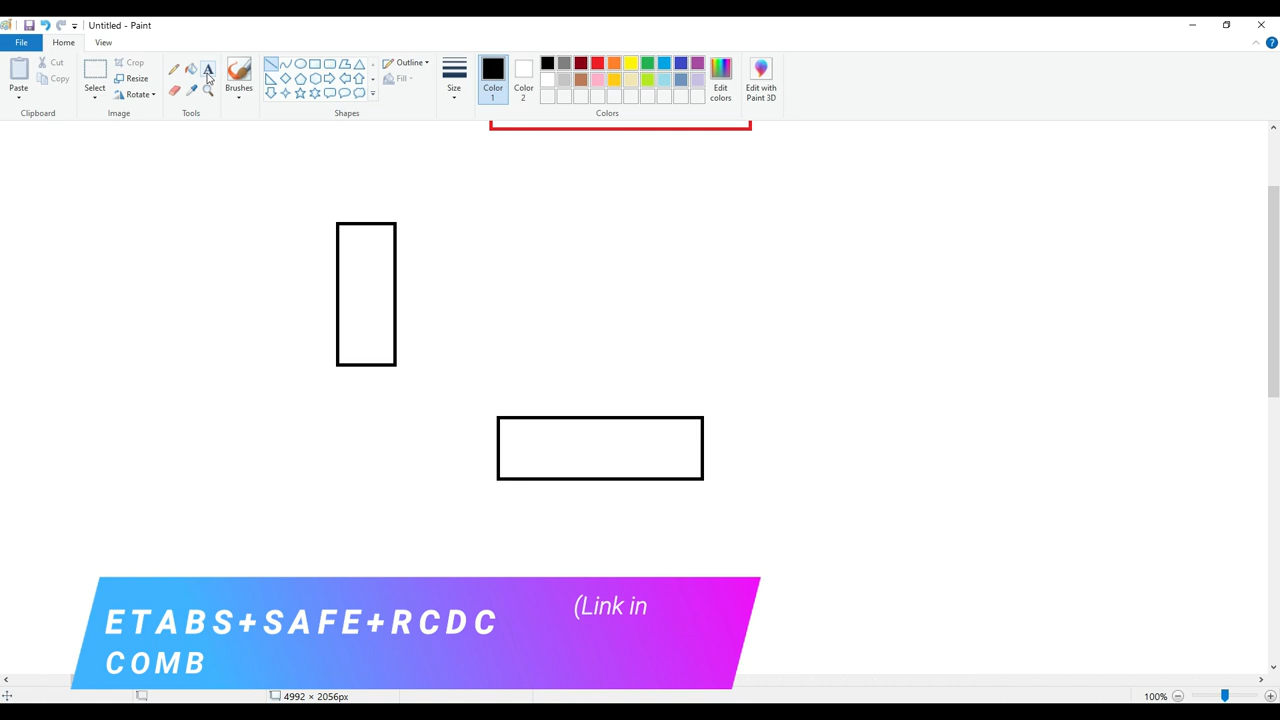 Untitled - Paint
File Home View
Paste
Cut
Copy
Clipboard
Select
Crop
Resize
Rotate
Image
A
Tools
Brushes
Outline
Fill
Shapes
Size
Color 1
Color 2
Edit colors
Colors
Edit with Paint 3D
ETABS+SAFE+RCDC
COMB
(Link in
4992 × 2056px
100%